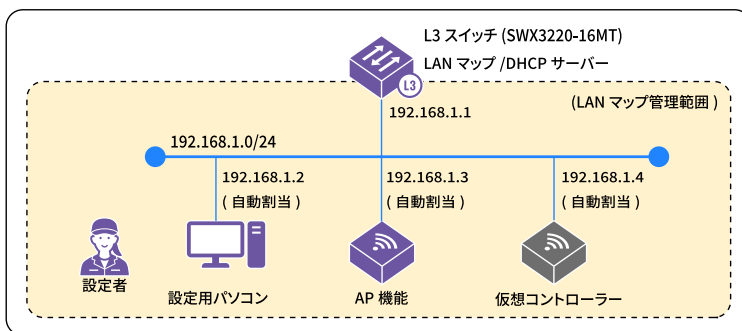 L3 スイッチ (SWX3220-16MT)
LAN マップ /DHCP サーバー
L3
192.168.1.1
(LAN マップ管理範囲 )
192.168.1.0/24
192.168.1.2
( 自動割当 )
192.168.1.3
( 自動割当 )
192.168.1.4
( 自動割当 )
設定者
設定用パソコン
AP 機能
仮想コントローラー